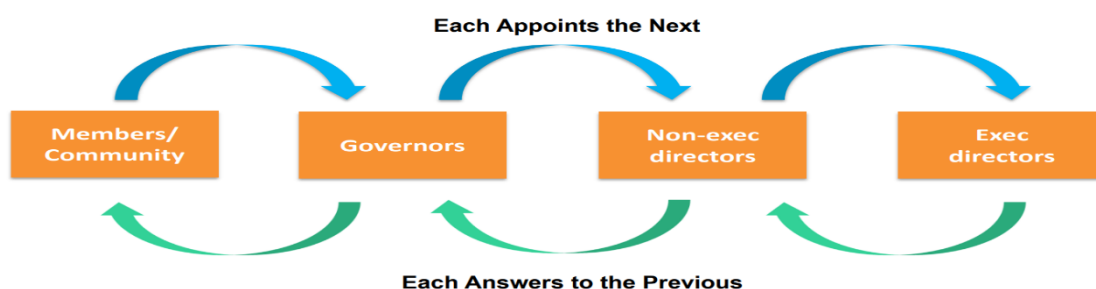 Each Appoints the Next
Members/
Community
Governors
Non-exec
directors
Exec
directors
Each Answers to the Previous